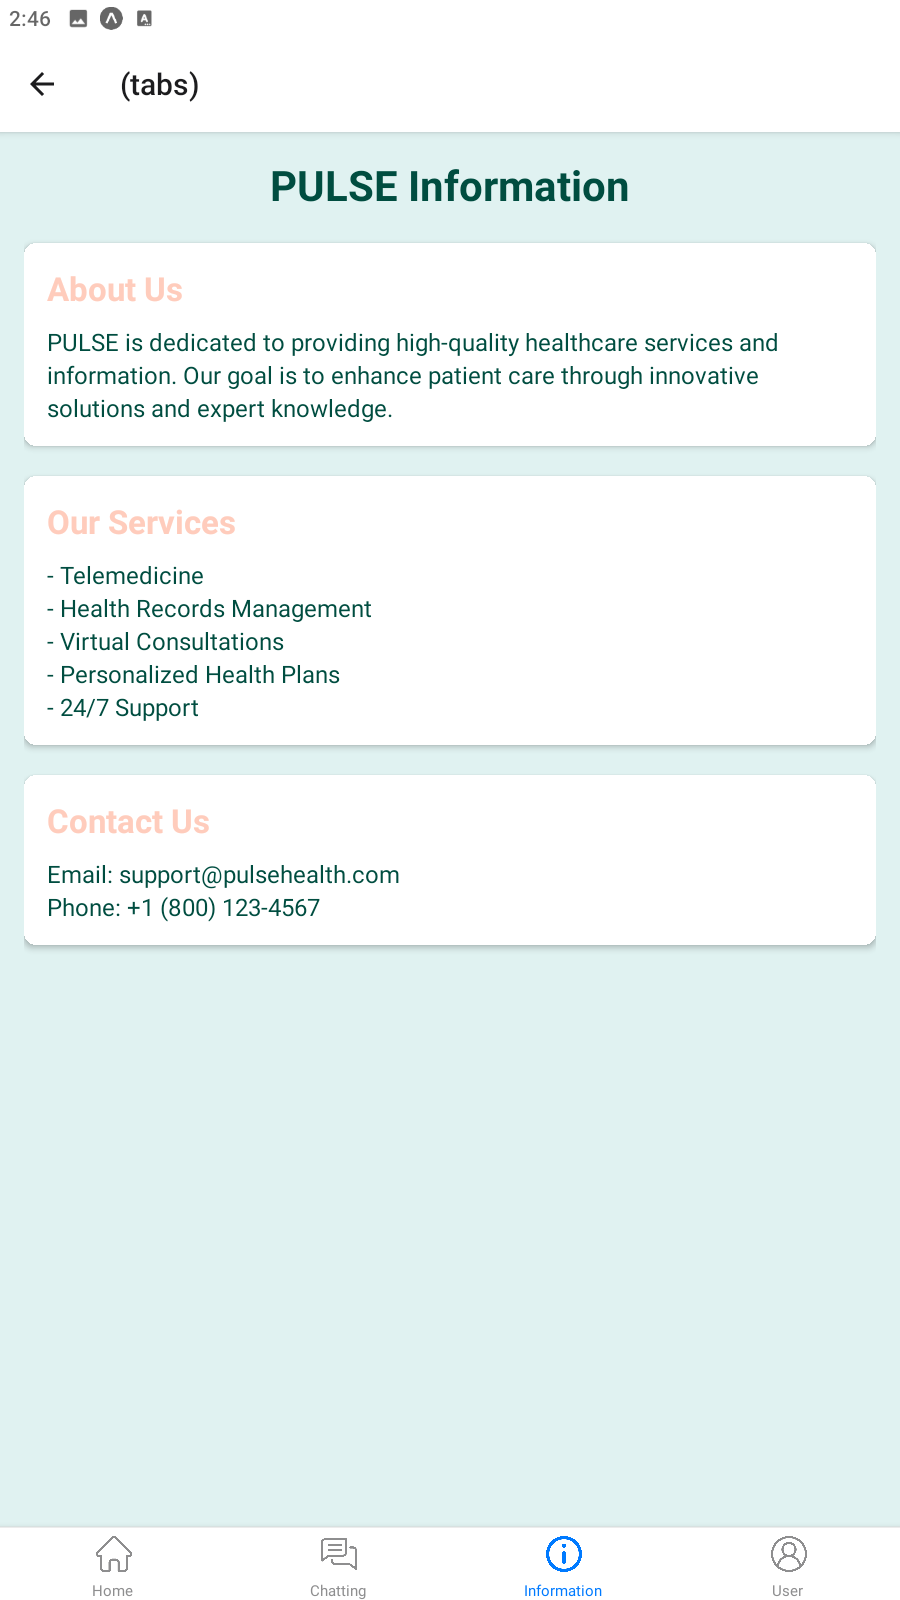 2:46
(tabs)
PULSE Information
About Us
PULSE is dedicated to providing high-quality healthcare services and
information. Our goal is to enhance patient care through innovative
solutions and expert knowledge.
Our Services
- Telemedicine
- Health Records Management
- Virtual Consultations
- Personalized Health Plans
- 24/7 Support
Contact Us
Email: support@pulsehealth.com
Phone: +1 (800) 123-4567
Home
Chatting
Information
User